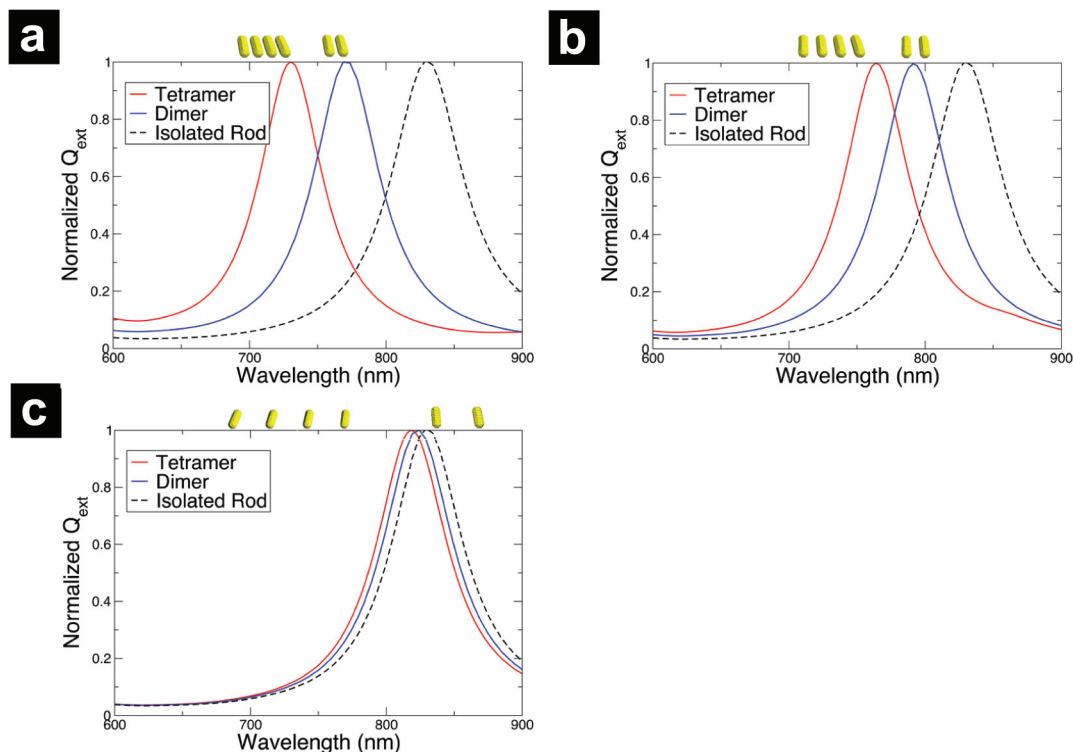 a
1
0.8
0.6
0.4
0.2
0
600
700
800
900
Normalized Q_ext
Wavelength (nm)
Tetramer
Dimer
Isolated Rod
b
1
0.8
0.6
0.4
0.2
0
600
700
800
900
Normalized Q_ext
Wavelength (nm)
Tetramer
Dimer
Isolated Rod
c
1
0.8
0.6
0.4
0.2
0
600
700
800
900
Normalized Q_ext
Wavelength (nm)
Tetramer
Dimer
Isolated Rod